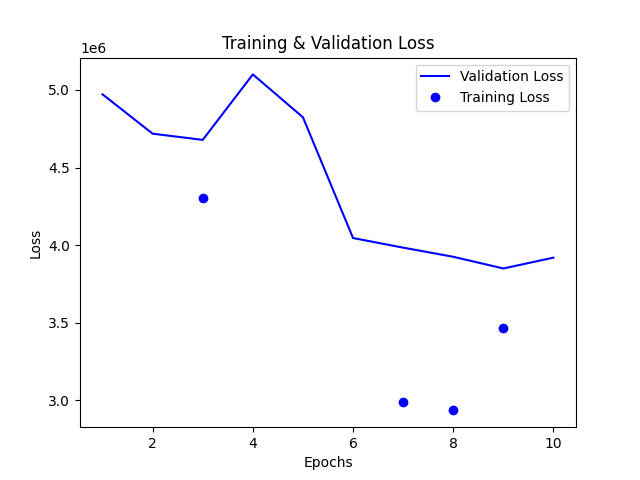 Training & Validation Loss
1e6
Validation Loss
Training Loss
5.0
4.5
4.0
3.5
3.0
Loss
2 4 6 8 10
Epochs